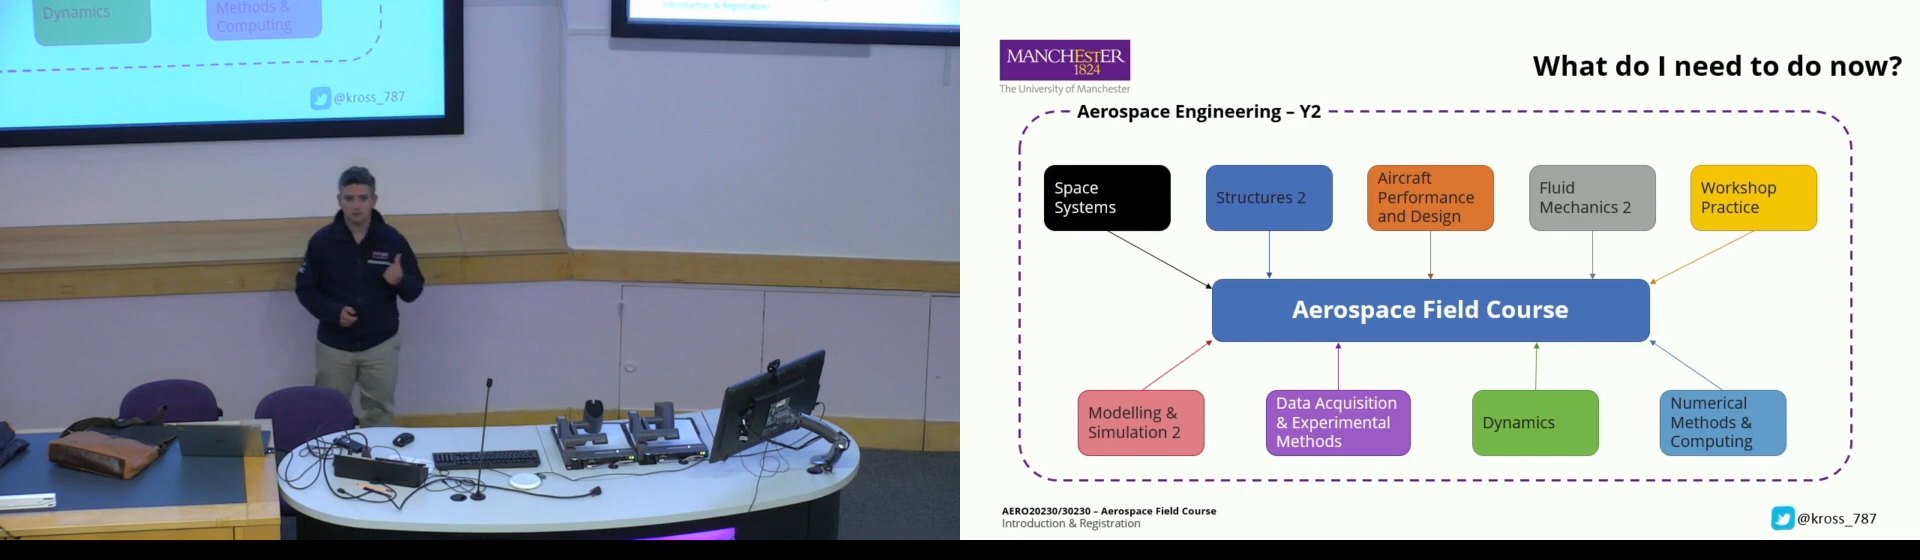 Dynamics
Methods &
Computing
@kross_787
Introduction & Registration
MANCHESTER
1824
The University of Manchester
What do I need to do now?
Aerospace Engineering – Y2
Space
Systems
Structures 2
Aircraft
Performance
and Design
Fluid
Mechanics 2
Workshop
Practice
Aerospace Field Course
Modelling &
Simulation 2
Data Acquisition
& Experimental
Methods
Dynamics
Numerical
Methods &
Computing
AERO20230/30230 – Aerospace Field Course
Introduction & Registration
@kross_787